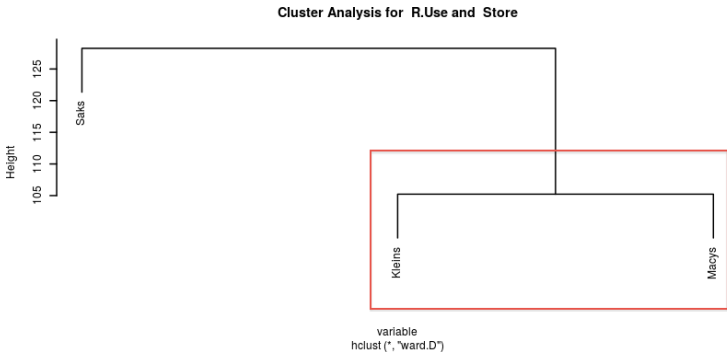 Cluster Analysis for  R.Use and  Store
Height
125
120
115
110
105
Saks
Kleins
Macys
variable
hclust (*, "ward.D")